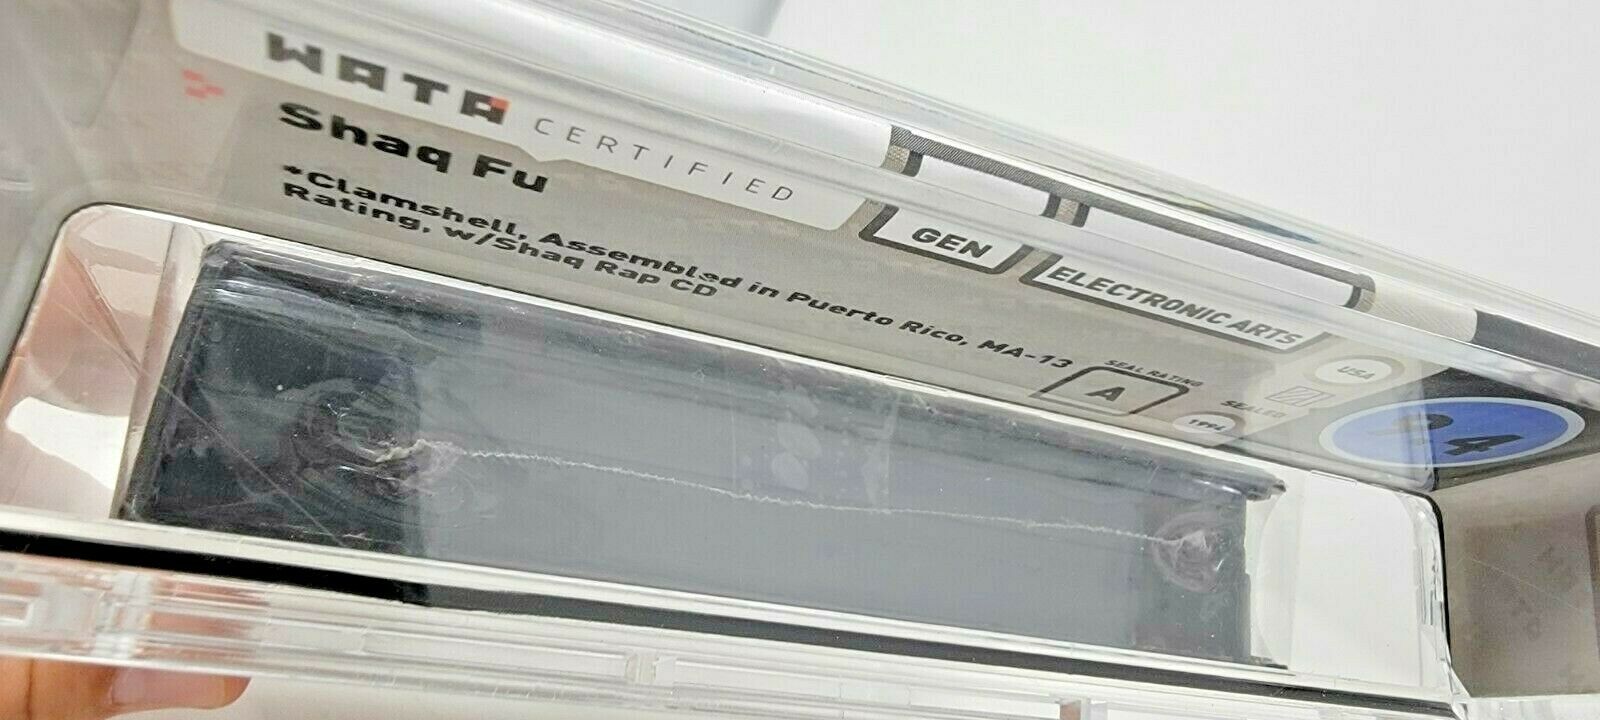 WATA CERTIFIED
Shaq Fu
GEN
ELECTRONIC ARTS
*Clamshell, Assembled in Puerto Rico, MA-13
Rating, w/Shaq Rap CD
SEAL RATING
A
USA
SEALED
1994